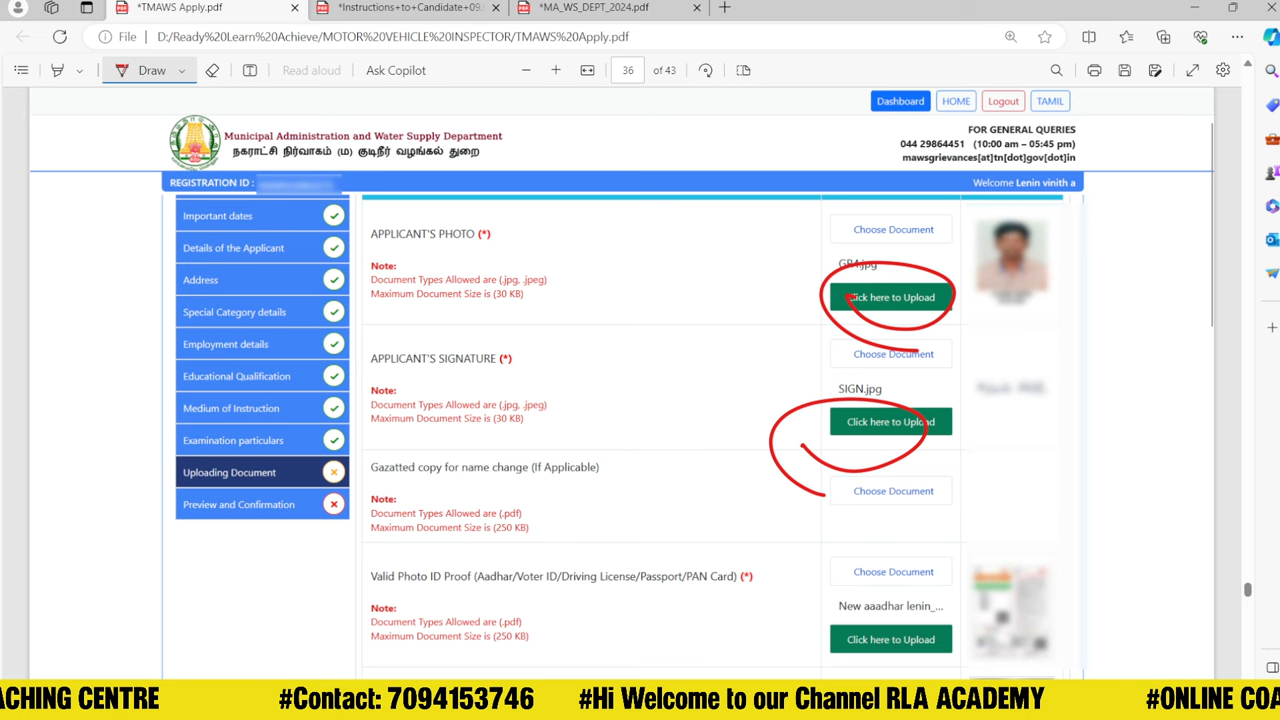 *TMAWS Apply.pdf
*Instructions+to+Candidate+09.
*MA_WS_DEPT_2024.pdf
File
D:/Ready%20Learn%20Achieve/MOTOR%20VEHICLE%20INSPECTOR/TMAWS%20Apply.pdf
Draw
Read aloud
Ask Copilot
36 of 43
Dashboard
HOME
Logout
TAMIL
Municipal Administration and Water Supply Department
நகராட்சி நிர்வாகம் (ம) குடிநீர் வழங்கல் துறை
FOR GENERAL QUERIES
044 29864451 (10:00 am – 05:45 pm)
mawsgrievances[at]tn[dot]gov[dot]in
REGISTRATION ID :
Welcome Lenin vinith a
Important dates
Details of the Applicant
Address
Special Category details
Employment details
Educational Qualification
Medium of Instruction
Examination particulars
Uploading Document
Preview and Confirmation
APPLICANT'S PHOTO (*)
Note:
Document Types Allowed are (.jpg, .jpeg)
Maximum Document Size is (30 KB)
Choose Document
Click here to Upload
APPLICANT'S SIGNATURE (*)
Note:
Document Types Allowed are (.jpg, .jpeg)
Maximum Document Size is (30 KB)
Choose Document
SIGN.jpg
Click here to Upload
Gazatted copy for name change (If Applicable)
Note:
Document Types Allowed are (.pdf)
Maximum Document Size is (250 KB)
Choose Document
Valid Photo ID Proof (Aadhar/Voter ID/Driving License/Passport/PAN Card) (*)
Note:
Document Types Allowed are (.pdf)
Maximum Document Size is (250 KB)
Choose Document
New aaadhar lenin_...
Click here to Upload
ACHING CENTRE #Contact: 7094153746 #Hi Welcome to our Channel RLA ACADEMY #ONLINE COA